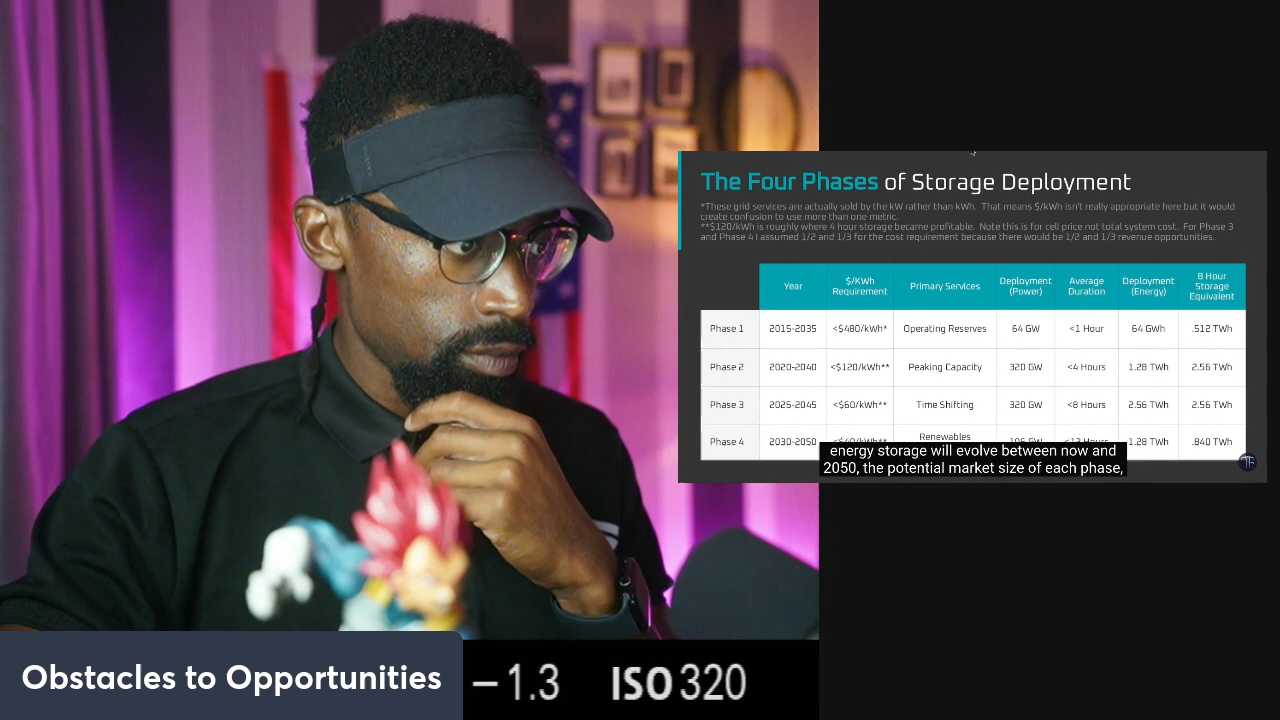 The Four Phases of Storage Deployment
*These grid services are actually sold by the kW rather than kWh. That means $/kWh isn't really appropriate here but it would
create confusion to use more than one metric.
**$120/kWh is roughly where 4 hour storage became profitable. Note this is for cell price not total system cost. For Phase 3
and Phase 4 I assumed 1/2 and 1/3 for the cost requirement because there would be 1/2 and 1/3 revenue opportunities.
Year
$/KWh
Requirement
Primary Services
Deployment
(Power)
Average
Duration
Deployment
(Energy)
8 Hour
Storage
Equivalent
Phase 1 2015-2035 <$480/kWh* Operating Reserves 64 GW <1 Hour 64 GWh .512 TWh
Phase 2 2020-2040 <$120/kWh** Peaking Capacity 320 GW <4 Hours 1.28 TWh 2.56 TWh
Phase 3 2025-2045 <$60/kWh** Time Shifting 320 GW <8 Hours 2.56 TWh 2.56 TWh
Phase 4 2030-2050 Renewables 1.28 TWh .840 TWh
energy storage will evolve between now and
2050, the potential market size of each phase,
Obstacles to Opportunities
– 1.3 ISO 320